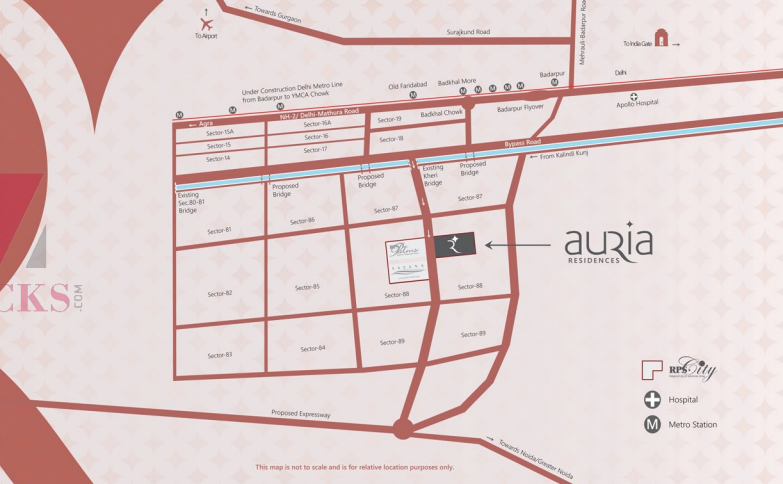 ← Towards Gurgaon
To Airport
Surajkund Road
Mehrauli-Badarpur Road
To India Gate →
Under Construction Delhi Metro Line
from Badarpur to YMCA Chowk
Old Faridabad
Badkhal More
Badarpur
Delhi
M M M M M M M M M
Apollo Hospital
← Agra
NH-2/ Delhi-Mathura Road
Badkhal Chowk
Badarpur Flyover
Sector-15A
Sector-16A
Sector-19
Sector-15
Sector-16
Sector-18
Sector-14
Sector-17
Bypass Road
← From Kalindi Kunj
Existing
Sec.80-81
Bridge
Proposed
Bridge
Proposed
Bridge
Existing
Kheri
Bridge
Proposed
Bridge
Sector-81
Sector-86
Sector-87
Sector-87
auria
RESIDENCES
Palms
Sector-82
Sector-85
Sector-88
Sector-88
CKS.COM
Sector-83
Sector-84
Sector-89
Sector-89
RPS City
Hospital
M Metro Station
Proposed Expressway
→ Towards Noida/Greater Noida
This map is not to scale and is for relative location purposes only.